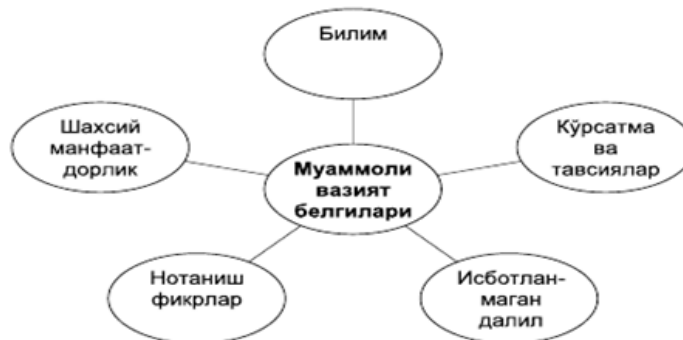 Билим
Шахсий
манфаат-
дорлик
Кўрсатма
ва
тавсиялар
Муаммоли
вазият
белгилари
Нотаниш
фикрлар
Исботлан-
маган
далил